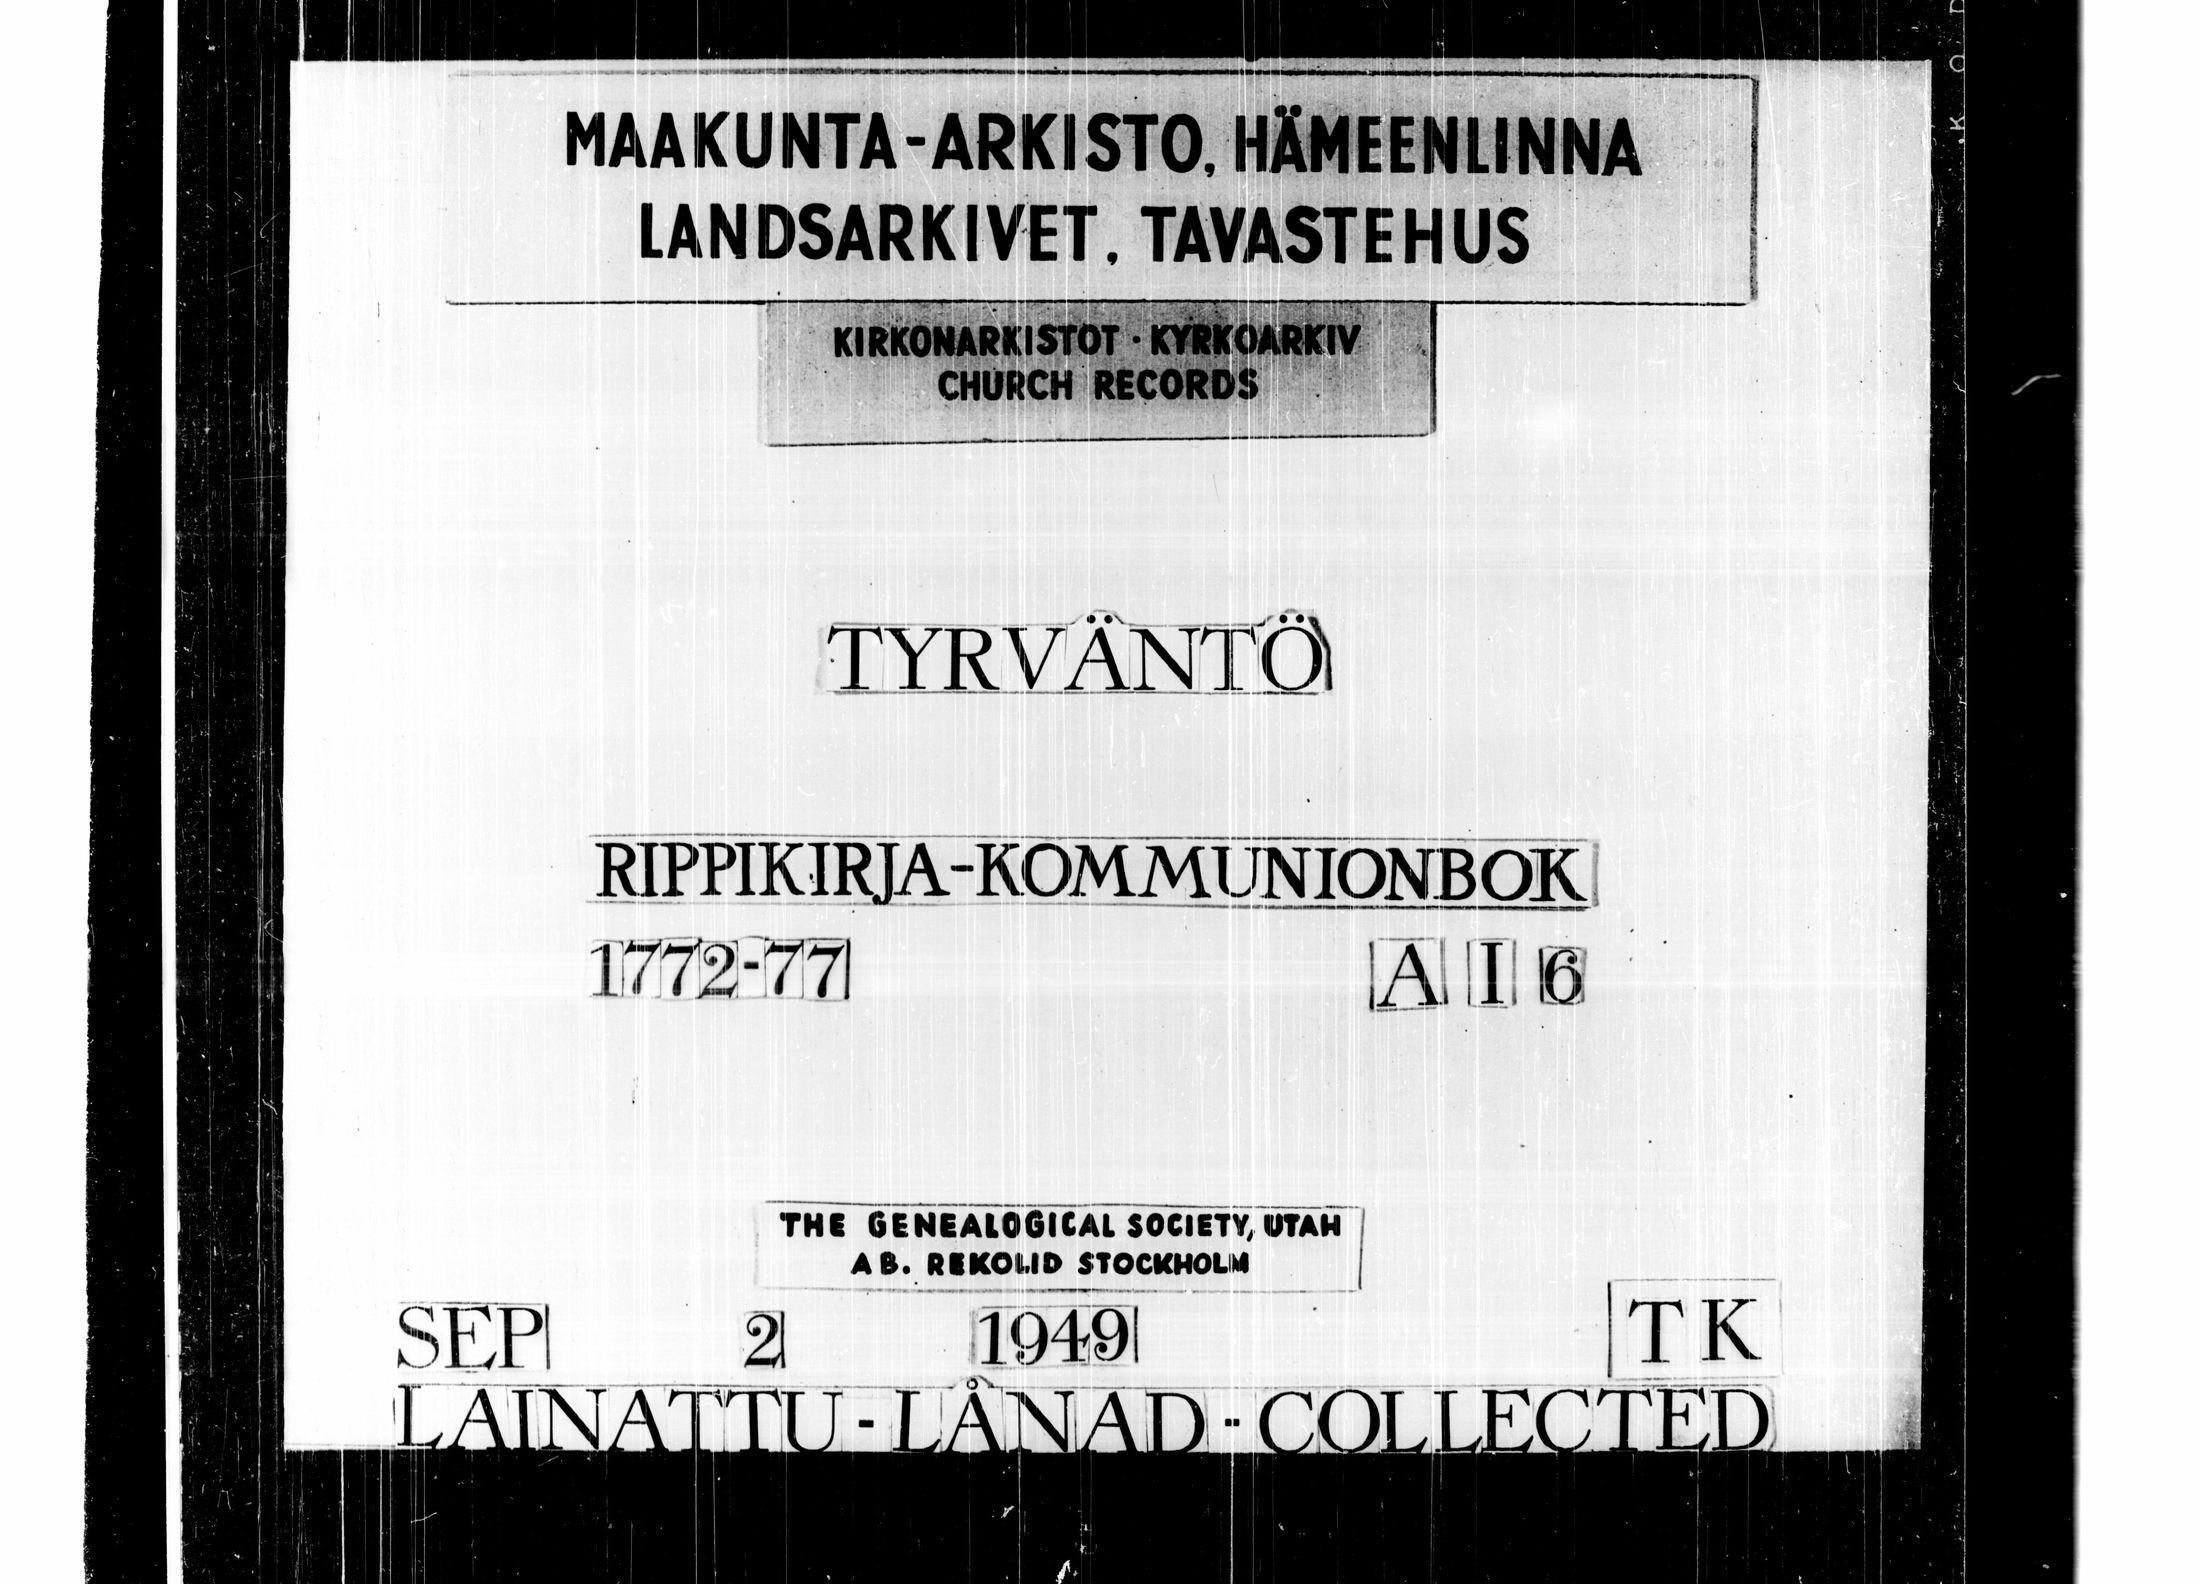 MAAKUNTA-ARKISTO, HÄMEENLINNA
LANDSARKIVET, TAVASTEHUS
KIRKONARKISTOT · KYRKOARKIV
CHURCH RECORDS
TYRVÄNTÖ
RIPPIKIRJA-KOMMUNIONBOK
1772-77 A I 6
THE GENEALOGICAL SOCIETY, UTAH
AB. REKOLID STOCKHOLM
SEP 2 1949 TK
LAINATTU-LÅNAD-COLLECTED